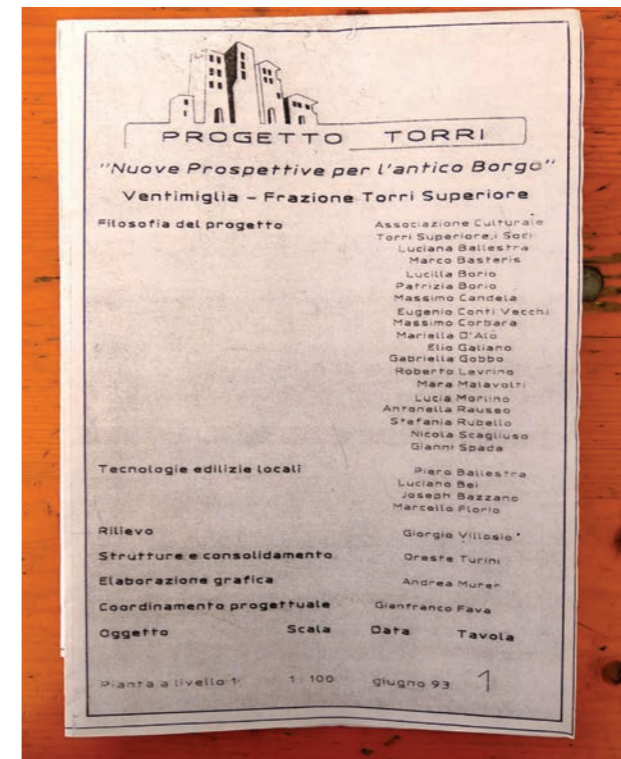 PROGETTO TORRI
"Nuove Prospettive per l'antico Borgo"
Ventimiglia - Frazione Torri Superiore
Filosofia del progetto Associazione Culturale
Torri Superiore,i Soci
Luciana Ballestra
Marco Basteris
Lucilla Borio
Patrizia Borio
Massimo Candela
Eugenio Conti Vecchi
Massimo Corbara
Mariella D'Alò
Elio Galiano
Gabriella Gobbo
Roberto Levrino
Mara Malavolti
Lucia Morlino
Antonella Rauseo
Stefania Rubello
Nicola Scagliuso
Gianni Spada
Tecnologie edilizie locali Piero Ballestra
Luciano Bei
Joseph Bazzano
Marcello Florio
Rilievo Giorgio Villosio
Strutture e consolidamento Oreste Turini
Elaborazione grafica Andrea Murer
Coordinamento progettuale Gianfranco Fava
Oggetto Scala Data Tavola
Pianta a livello 1 1:100 giugno 93 1